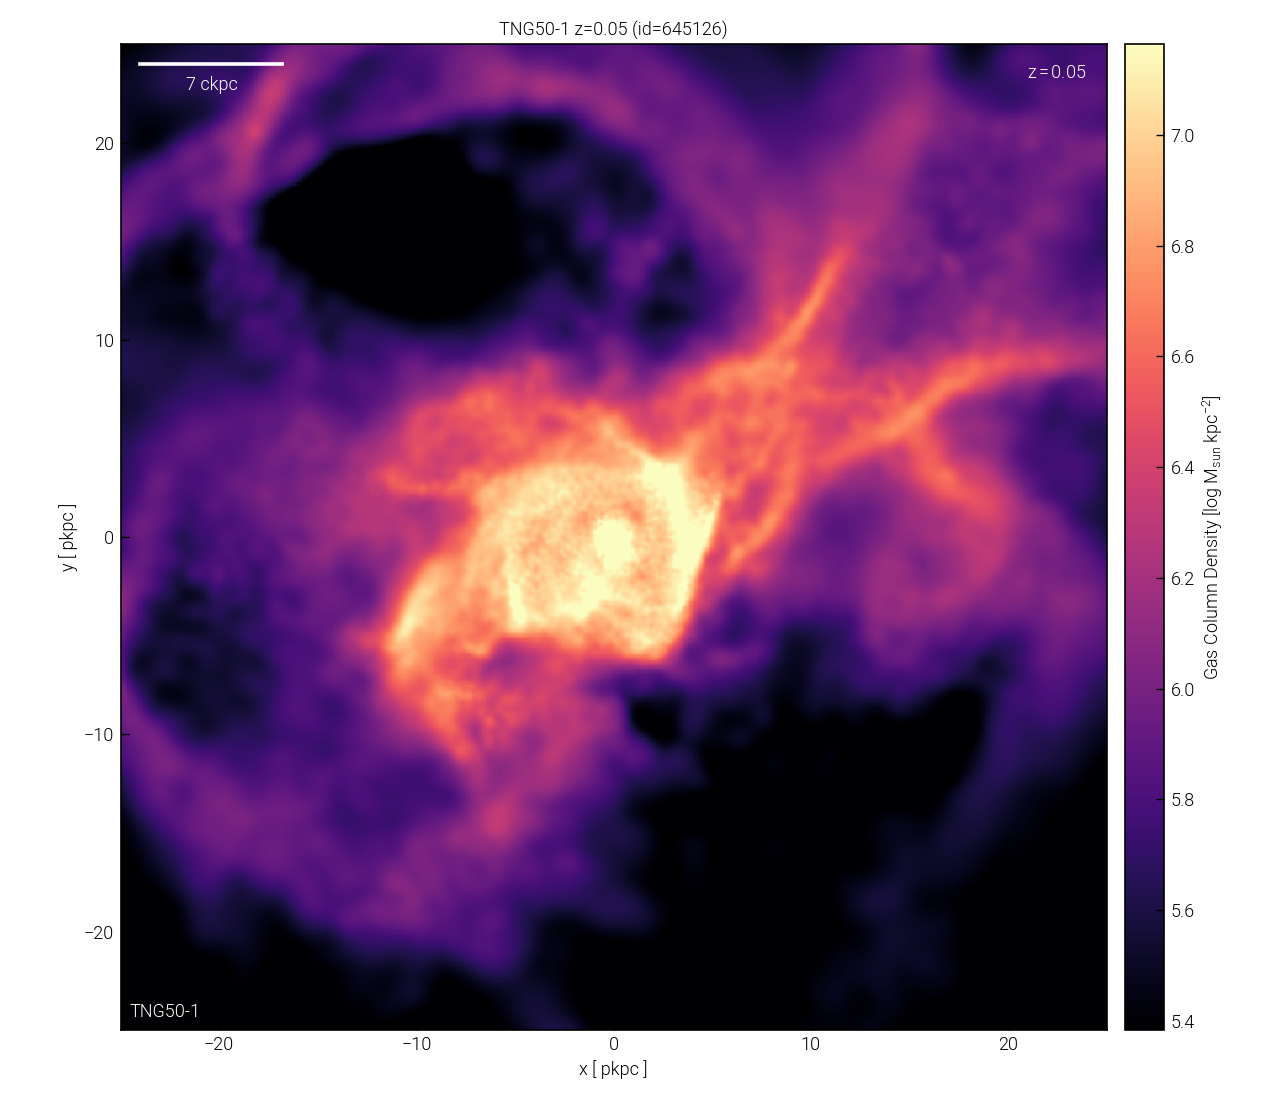 TNG50-1 z=0.05 (id=645126)
7 ckpc
z=0.05
20
10
0
−10
−20
y [ pkpc ]
TNG50-1
−20 −10 0 10 20
x [ pkpc ]
7.0
6.8
6.6
6.4
6.2
6.0
5.8
5.6
5.4
Gas Column Density [log M_sun kpc^−2]